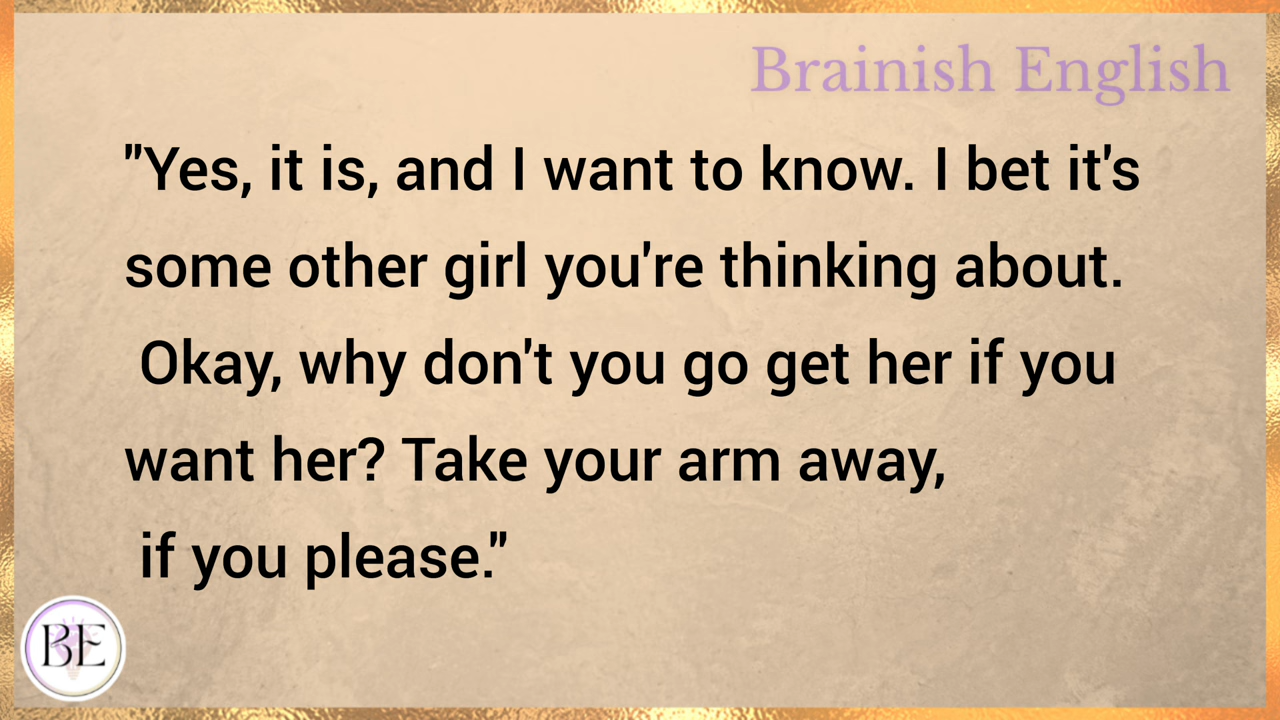 Brainish English
"Yes, it is, and I want to know. I bet it's
some other girl you're thinking about.
Okay, why don't you go get her if you
want her? Take your arm away,
if you please."
BE